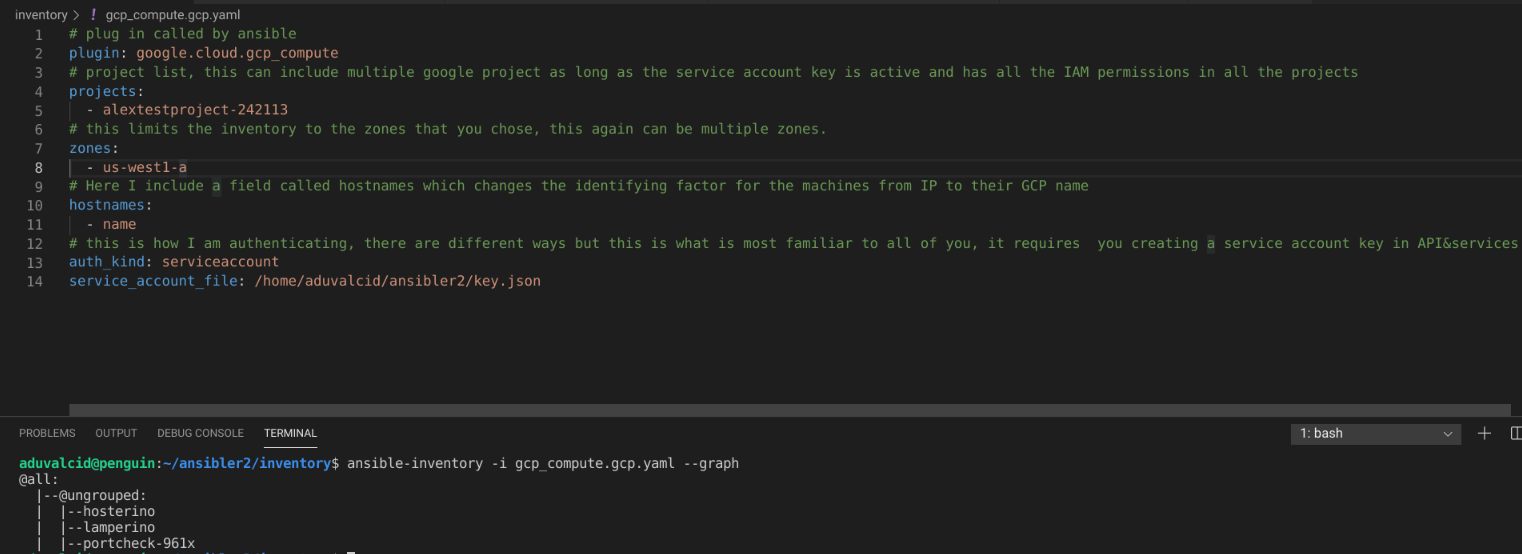 inventory > ! gcp_compute.gcp.yaml
1 # plug in called by ansible
2 plugin: google.cloud.gcp_compute
3 # project list, this can include multiple google project as long as the service account key is active and has all the IAM permissions in all the projects
4 projects:
5 - alextestproject-242113
6 # this limits the inventory to the zones that you chose, this again can be multiple zones.
7 zones:
8 - us-west1-a
9 # Here I include a field called hostnames which changes the identifying factor for the machines from IP to their GCP name
10 hostnames:
11 - name
12 # this is how I am authenticating, there are different ways but this is what is most familiar to all of you, it requires  you creating a service account key in API&services
13 auth_kind: serviceaccount
14 service_account_file: /home/aduvalcid/ansibler2/key.json
PROBLEMS OUTPUT DEBUG CONSOLE TERMINAL 1: bash
aduvalcid@penguin:~/ansibler2/inventory$ ansible-inventory -i gcp_compute.gcp.yaml --graph
@all:
|--@ungrouped:
| |--hosterino
| |--lamperino
| |--portcheck-961x